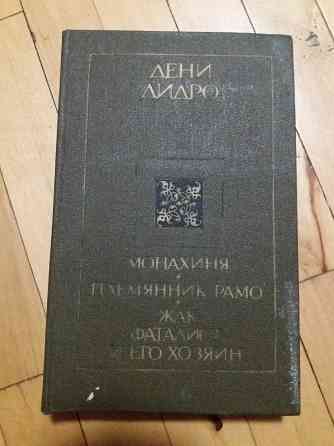 ДЕНИ
ДИДРО
МОНАХИНЯ
ПЛЕМЯННИК РАМО
ЖАК
ФАТАЛИСТ
И ЕГО ХОЗЯИН